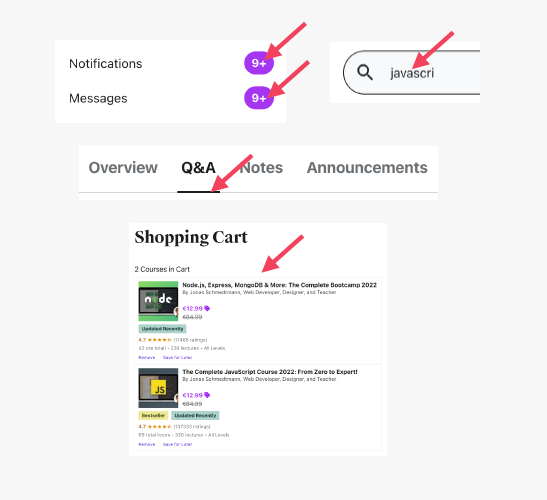 Notifications 9+
Messages 9+
javascri
Overview Q&A Notes Announcements
Shopping Cart
2 Courses in Cart
node
Node.js, Express, MongoDB & More: The Complete Bootcamp 2022
By Jonas Schmedtmann, Web Developer, Designer, and Teacher
€12.99
€84.99
Updated Recently
4.7 (11466 ratings)
42 ore total • 229 lectures • All Levels
Remove Save for Later
JS
The Complete JavaScript Course 2022: From Zero to Expert!
By Jonas Schmedtmann, Web Developer, Designer, and Teacher
€12.99
€84.99
Bestseller Updated Recently
4.7 ratings)
69 total hours • 320 lectures • All Levels
Remove Save for Later